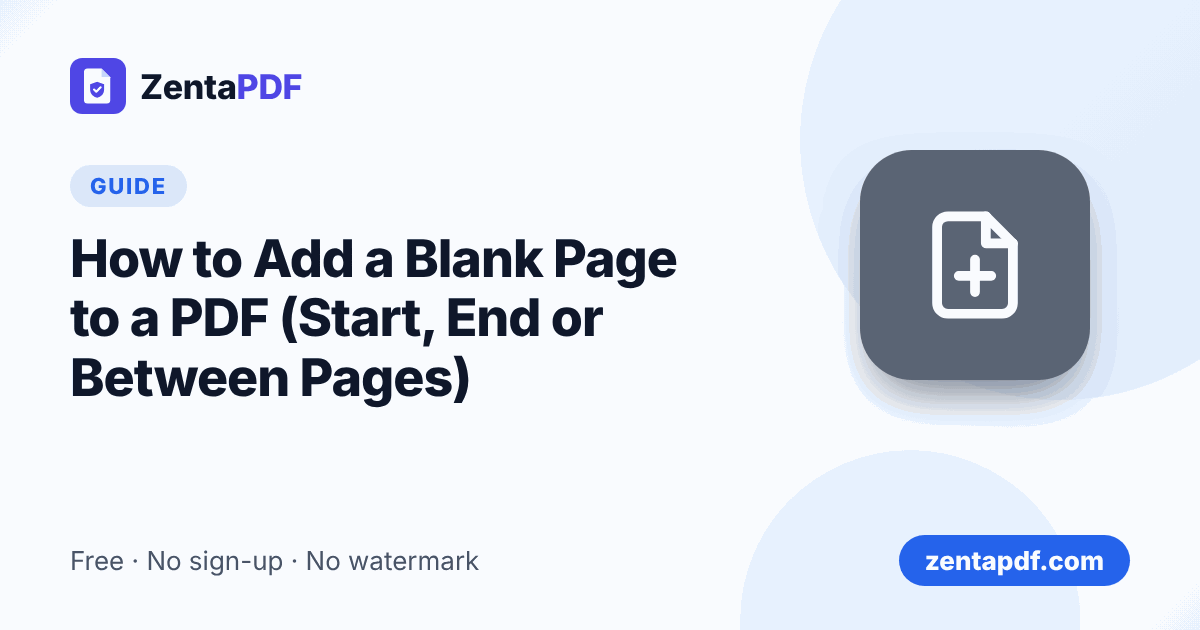 ZentaPDF
GUIDE
How to Add a Blank Page
to a PDF (Start, End or
Between Pages)
Free · No sign-up · No watermark
zentapdf.com